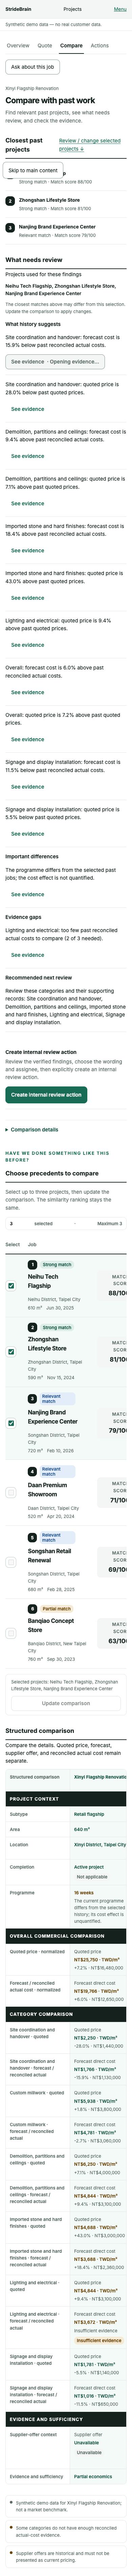 StrideBrain Projects Menu
Synthetic demo data — no real customer data.
Overview Quote Compare Actions
Ask about this job
Xinyi Flagship Renovation
Compare with past work
Find relevant past projects, see what needs
review, and check the evidence.
Closest past
projects
Review / change selected
projects ↓
Skip to main content
Strong match · Match score 88/100
2 Zhongshan Lifestyle Store
Strong match · Match score 81/100
3 Nanjing Brand Experience Center
Relevant match · Match score 79/100
What needs review
Projects used for these findings
Neihu Tech Flagship, Zhongshan Lifestyle Store,
Nanjing Brand Experience Center
The closest matches above may differ from this selection.
Update the comparison to apply changes.
What history suggests
Site coordination and handover: forecast cost is
15.9% below past reconciled actual costs.
See evidence · Opening evidence…
Site coordination and handover: quoted price is
28.0% below past quoted prices.
See evidence
Demolition, partitions and ceilings: forecast cost is
9.4% above past reconciled actual costs.
See evidence
Demolition, partitions and ceilings: quoted price is
7.1% above past quoted prices.
See evidence
Imported stone and hard finishes: forecast cost is
18.4% above past reconciled actual costs.
See evidence
Imported stone and hard finishes: quoted price is
43.0% above past quoted prices.
See evidence
Lighting and electrical: quoted price is 9.4%
above past quoted prices.
See evidence
Overall: forecast cost is 6.0% above past
reconciled actual costs.
See evidence
Overall: quoted price is 7.2% above past quoted
prices.
See evidence
Signage and display installation: forecast cost is
11.5% below past reconciled actual costs.
See evidence
Signage and display installation: quoted price is
5.5% below past quoted prices.
See evidence
Important differences
The programme differs from the selected past
jobs; the cost effect is not quantified.
See evidence
Evidence gaps
Lighting and electrical: too few past reconciled
actual costs to compare (2 of 3 needed).
See evidence
Recommended next review
Review these categories and their supporting
records: Site coordination and handover,
Demolition, partitions and ceilings, Imported stone
and hard finishes, Lighting and electrical, Signage
and display installation.
Create internal review action
Review the verified findings, choose the wording
and assignee, then explicitly create an internal
review action.
Create internal review action
Comparison details
HAVE WE DONE SOMETHING LIKE THIS
BEFORE?
Choose precedents to compare
Select up to three projects, then update the
comparison. The similarity ranking stays the
same.
3 selected · Maximum 3
Select Job
1 Strong match
Neihu Tech
Flagship
Neihu District, Taipei City
610 m² Jun 30, 2025
MATCH
SCOR
88/100
2 Strong match
Zhongshan
Lifestyle Store
Zhongshan District, Taipei
City
590 m² Nov 15, 2024
MATCH
SCOR
81/100
3 Relevant
match
Nanjing Brand
Experience Center
Songshan District, Taipei
City
720 m² Feb 10, 2026
MATCH
SCOR
79/100
4 Relevant
match
Daan Premium
Showroom
Daan District, Taipei City
520 m² Apr 20, 2024
MATCH
SCOR
71/100
5 Relevant
match
Songshan Retail
Renewal
Songshan District, Taipei
City
680 m² Feb 28, 2025
MATCH
SCOR
69/100
6 Partial match
Banqiao Concept
Store
Banqiao District, New Taipei
City
760 m² Sep 30, 2023
MATCH
SCOR
63/100
Selected projects: Neihu Tech Flagship, Zhongshan
Lifestyle Store, Nanjing Brand Experience Center
Update comparison
Structured comparison
Compare the details. Quoted price, forecast,
supplier offer, and reconciled actual cost remain
separate.
Structured comparison Xinyi Flagship Renovation
PROJECT CONTEXT
Subtype Retail flagship
Area 640 m²
Location Xinyi District, Taipei City
Completion Active project
Not applicable
Programme 16 weeks
The current programme
differs from the selected
history; its cost effect is
unquantified.
OVERALL COMMERCIAL COMPARISON
Quoted price · normalized Quoted price
NT$25,750 · TWD/m²
+7.2% · NT$16,480,000
Forecast / reconciled
actual cost · normalized
Forecast direct cost
NT$19,766 · TWD/m²
+6.0% · NT$12,650,000
CATEGORY COMPARISON
Site coordination and
handover · quoted
Quoted price
NT$2,250 · TWD/m²
-28.0% · NT$1,440,000
Site coordination and
handover · forecast /
reconciled actual
Forecast direct cost
NT$1,766 · TWD/m²
-15.9% · NT$1,130,000
Custom millwork · quoted Quoted price
NT$5,938 · TWD/m²
+1.8% · NT$3,800,000
Custom millwork ·
forecast / reconciled
actual
Forecast direct cost
NT$4,781 · TWD/m²
-2.7% · NT$3,060,000
Demolition, partitions and
ceilings · quoted
Quoted price
NT$6,250 · TWD/m²
+7.1% · NT$4,000,000
Demolition, partitions and
ceilings · forecast /
reconciled actual
Forecast direct cost
NT$4,844 · TWD/m²
+9.4% · NT$3,100,000
Imported stone and hard
finishes · quoted
Quoted price
NT$4,688 · TWD/m²
+43.0% · NT$3,000,000
Imported stone and hard
finishes · forecast /
reconciled actual
Forecast direct cost
NT$3,688 · TWD/m²
+18.4% · NT$2,360,000
Lighting and electrical ·
quoted
Quoted price
NT$4,844 · TWD/m²
+9.4% · NT$3,100,000
Lighting and electrical ·
forecast / reconciled
actual
Forecast direct cost
NT$3,672 · TWD/m²
Insufficient evidence
Insufficient evidence
Signage and display
installation · quoted
Quoted price
NT$1,781 · TWD/m²
-5.5% · NT$1,140,000
Signage and display
installation · forecast /
reconciled actual
Forecast direct cost
NT$1,016 · TWD/m²
-11.5% · NT$650,000
EVIDENCE AND SUFFICIENCY
Supplier-offer context Supplier offer
Unavailable
Unavailable
Evidence and sufficiency Partial economics
Synthetic demo data for Xinyi Flagship Renovation;
not a market benchmark.
Some categories do not have enough reconciled
actual-cost evidence.
Supplier offers are historical and must not be
presented as current pricing.